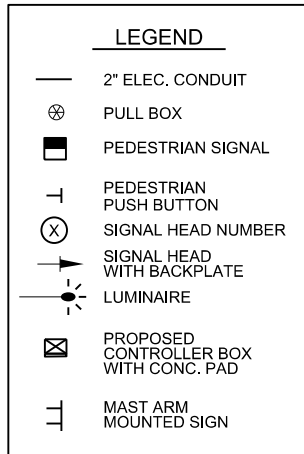 LEGEND
2" ELEC. CONDUIT
PULL BOX
PEDESTRIAN SIGNAL
PEDESTRIAN
PUSH BUTTON
X SIGNAL HEAD NUMBER
SIGNAL HEAD
WITH BACKPLATE
LUMINAIRE
PROPOSED
CONTROLLER BOX
WITH CONC. PAD
MAST ARM
MOUNTED SIGN